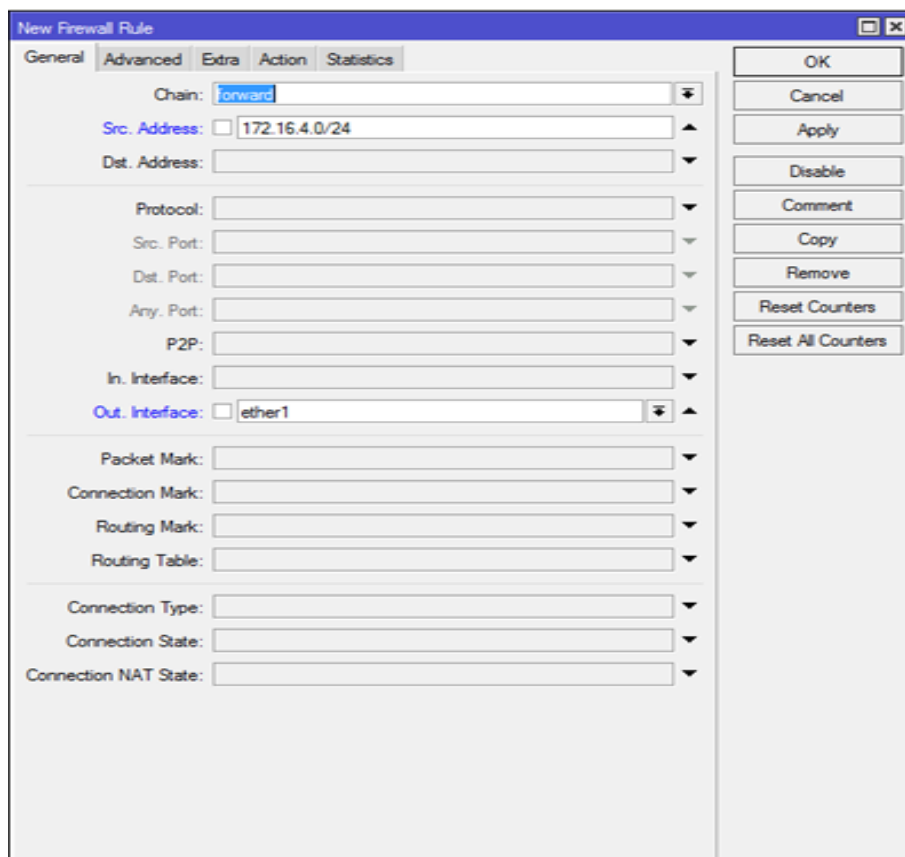 New Firewall Rule
General Advanced Extra Action Statistics
Chain: forward
Src. Address: 172.16.4.0/24
Dst. Address:
Protocol:
Src. Port:
Dst. Port:
Any. Port:
P2P:
In. Interface:
Out. Interface: ether1
Packet Mark:
Connection Mark:
Routing Mark:
Routing Table:
Connection Type:
Connection State:
Connection NAT State:
OK
Cancel
Apply
Disable
Comment
Copy
Remove
Reset Counters
Reset All Counters